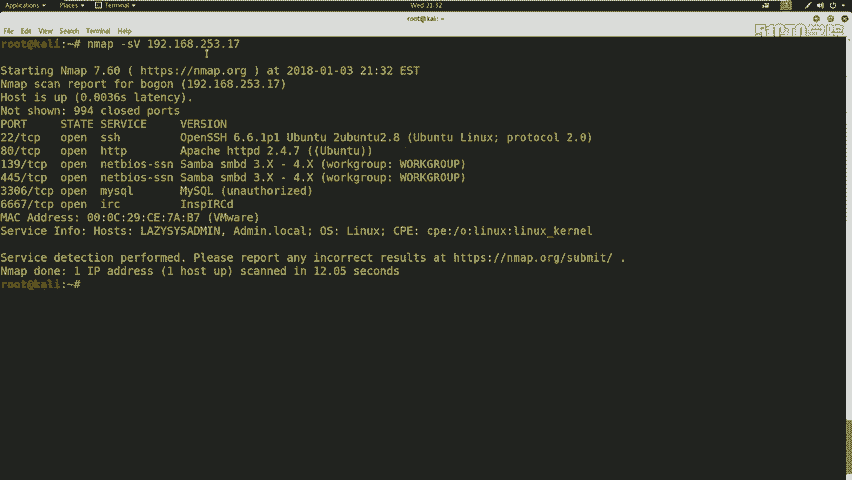 Applications Places Terminal Wed 21:32
root@kali: ~
File Edit View Search Terminal Help
root@kali:~# nmap -sV 192.168.253.17
Starting Nmap 7.60 ( https://nmap.org ) at 2018-01-03 21:32 EST
Nmap scan report for bogon (192.168.253.17)
Host is up (0.0036s latency).
Not shown: 994 closed ports
PORT STATE SERVICE VERSION
22/tcp open ssh OpenSSH 6.6.1p1 Ubuntu 2ubuntu2.8 (Ubuntu Linux; protocol 2.0)
80/tcp open http Apache httpd 2.4.7 ((Ubuntu))
139/tcp open netbios-ssn Samba smbd 3.X - 4.X (workgroup: WORKGROUP)
445/tcp open netbios-ssn Samba smbd 3.X - 4.X (workgroup: WORKGROUP)
3306/tcp open mysql MySQL (unauthorized)
6667/tcp open irc InspIRCd
MAC Address: 00:0C:29:CE:7A:B7 (VMware)
Service Info: Hosts: LAZYSYSADMIN, Admin.local; OS: Linux; CPE: cpe:/o:linux:linux_kernel
Service detection performed. Please report any incorrect results at https://nmap.org/submit/ .
Nmap done: 1 IP address (1 host up) scanned in 12.05 seconds
root@kali:~#